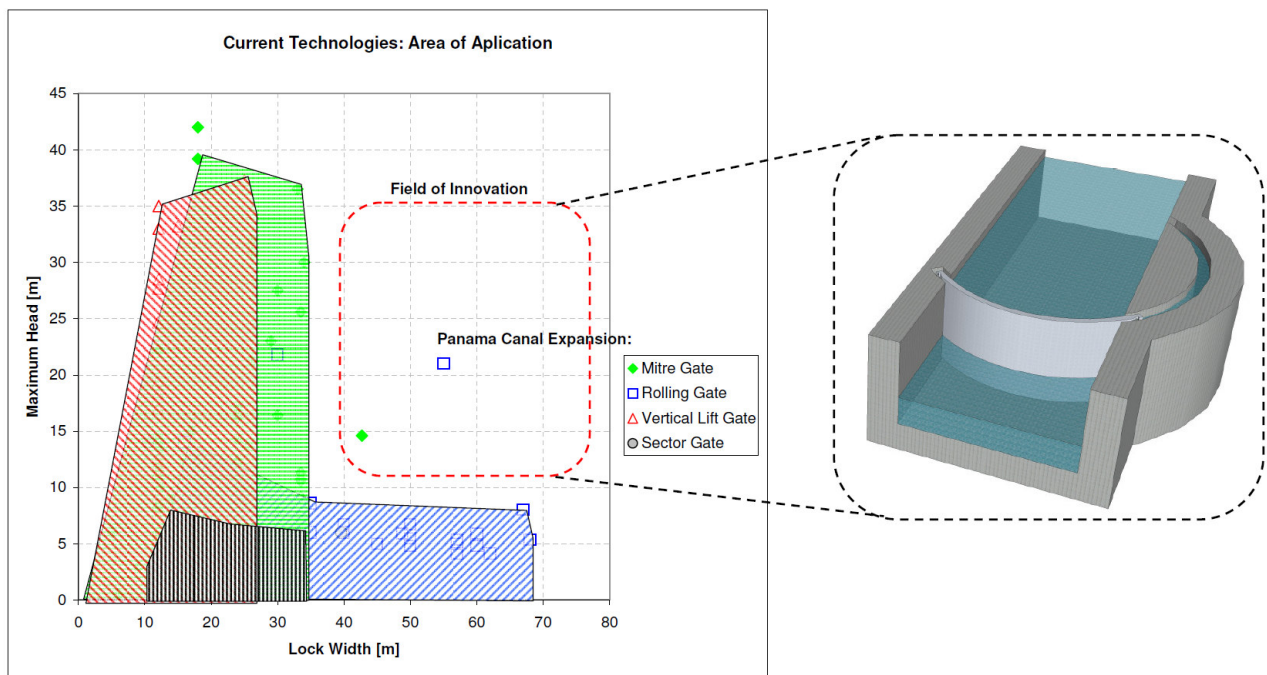 Current Technologies: Area of Aplication
45
40
35
30
25
20
15
10
5
0
Maximum Head [m]
0 10 20 30 40 50 60 70 80
Lock Width [m]
Field of Innovation
Panama Canal Expansion:
Mitre Gate
Rolling Gate
Vertical Lift Gate
Sector Gate